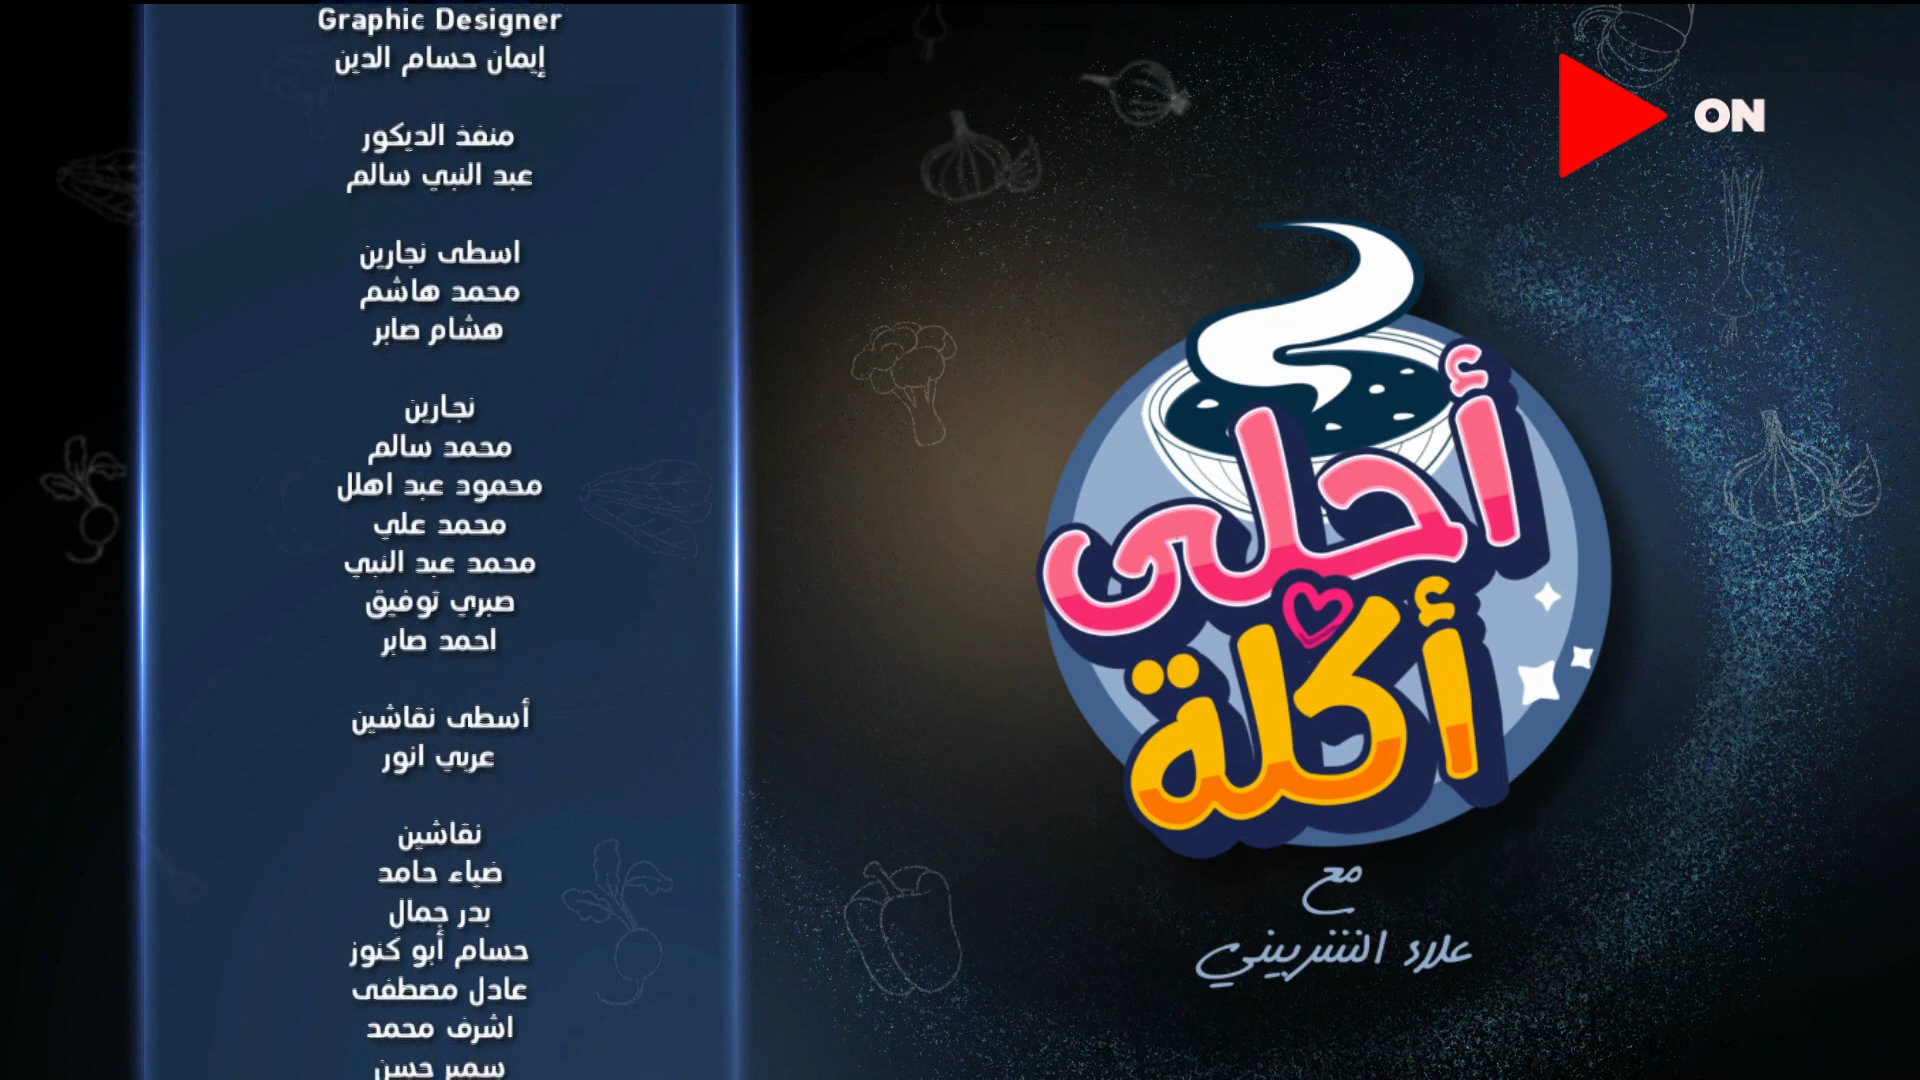 Graphic Designer
إيمان حسام الدين
منفذ الديكور
عبد النبي سالم
اسطى نجارين
محمد هاشم
هشام صابر
نجارين
محمد سالم
محمود عبد اهلل
محمد علي
محمد عبد النبي
صبري توفيق
احمد صابر
أسطى نقاشين
عربي انور
نقاشين
ضياء حامد
بدر جمال
حسام أبو كنوز
عادل مصطفى
اشرف محمد
سمير حسن
ON
أحلى
أكلة
مع
علاء الشربيني